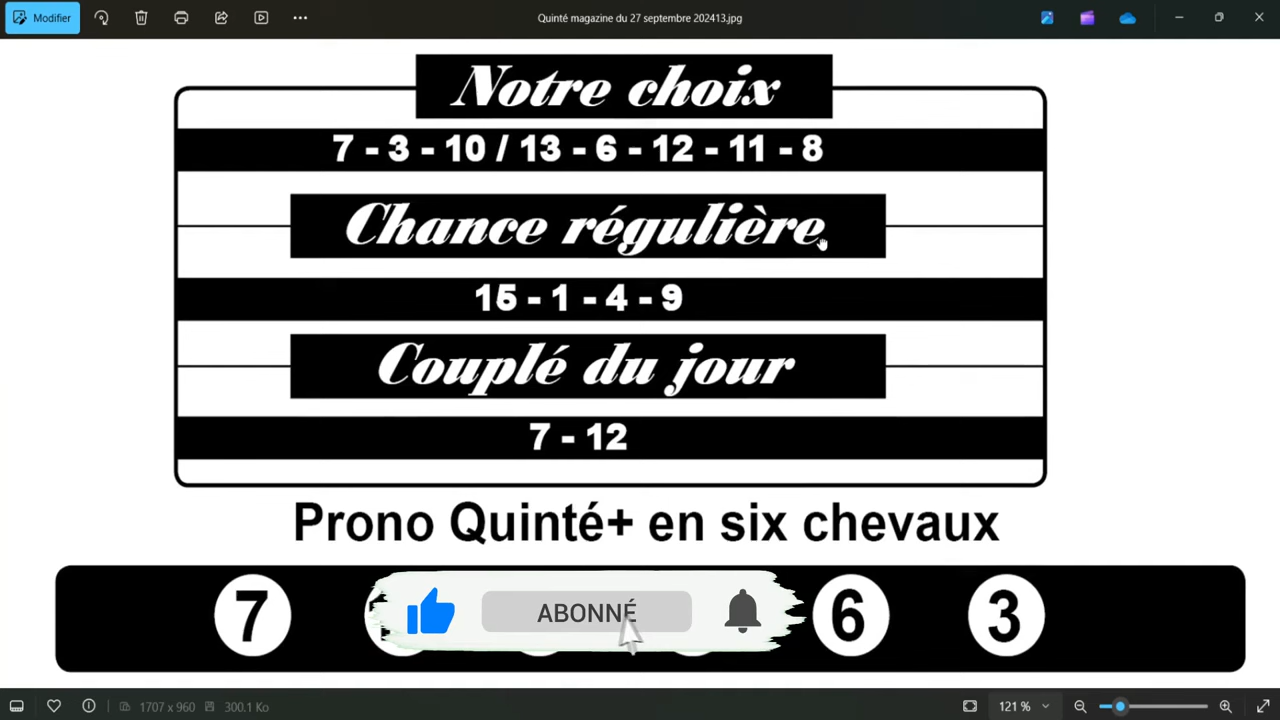 Modifier
Quinté magazine du 27 septembre 202413.jpg
Notre choix
7 - 3 - 10 / 13 - 6 - 12 - 11 - 8
Chance régulière
15 - 1 - 4 - 9
Couplé du jour
7 - 12
Prono Quinté+ en six chevaux
7 6 3
ABONNÉ
1707 x 960 300.1 Ko 121 %